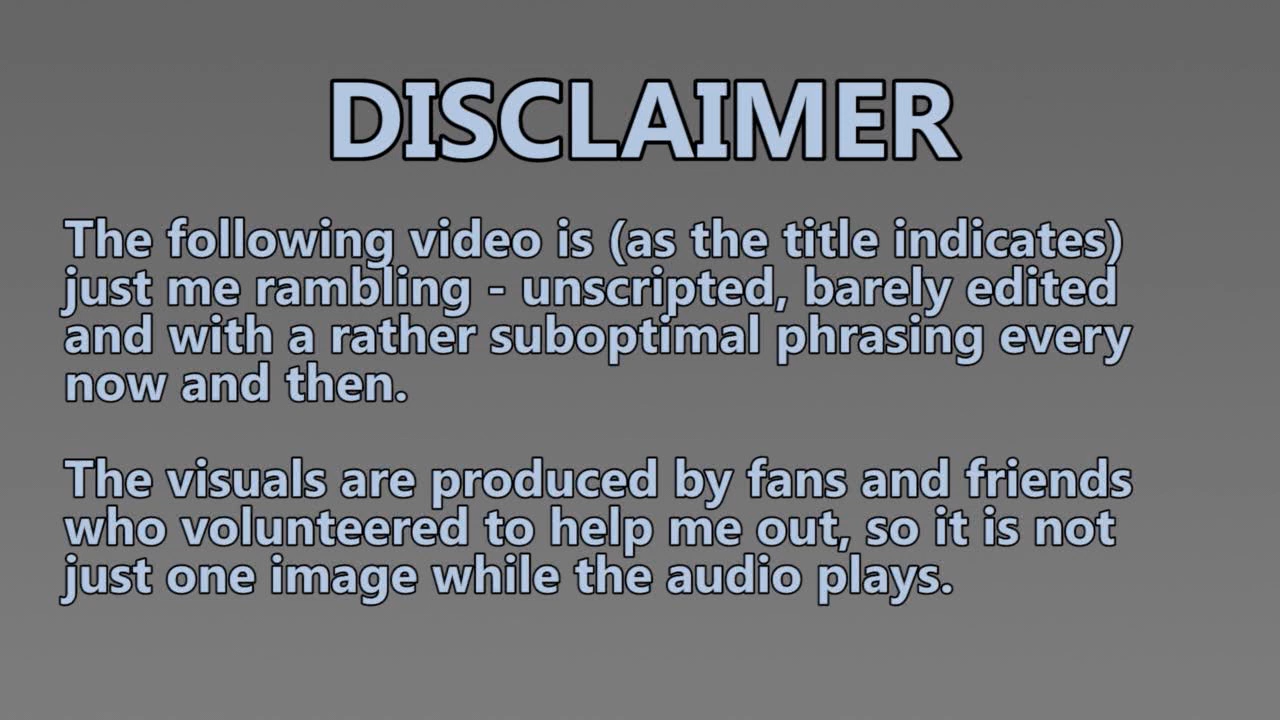 DISCLAIMER
The following video is (as the title indicates)
just me rambling - unscripted, barely edited
and with a rather suboptimal phrasing every
now and then.
The visuals are produced by fans and friends
who volunteered to help me out, so it is not
just one image while the audio plays.